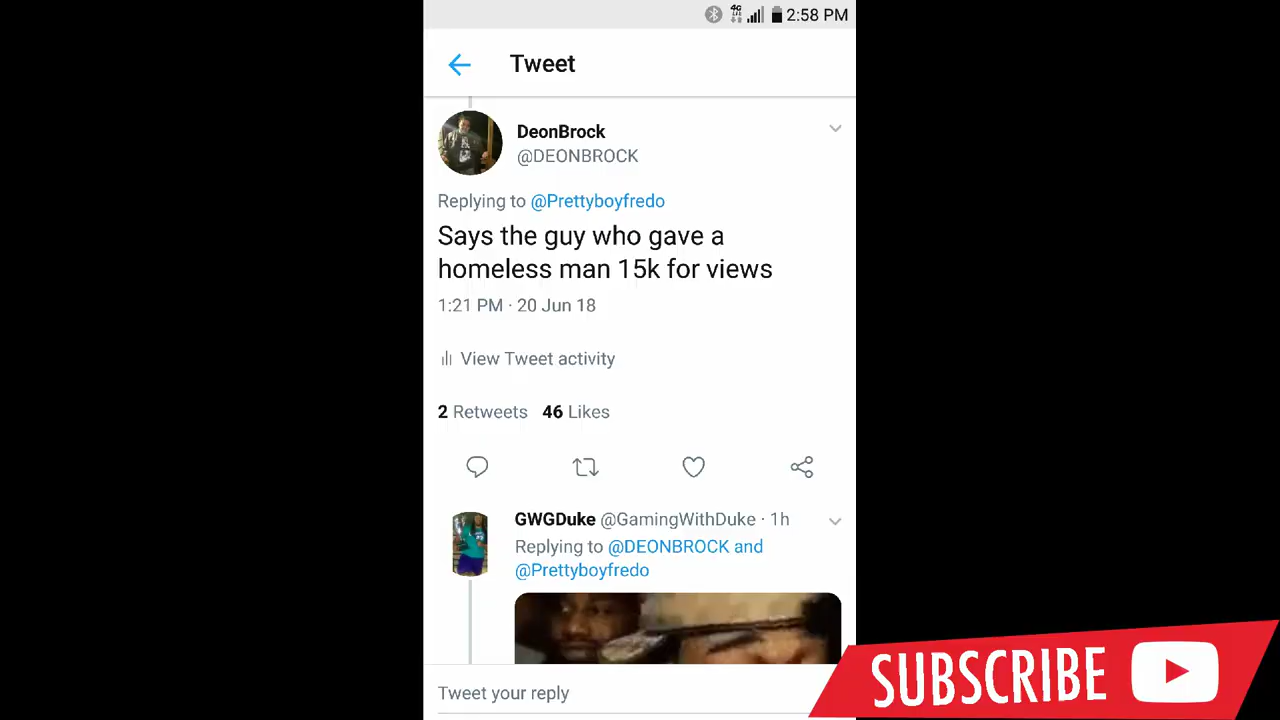 4G 2:58 PM
Tweet
DeonBrock
@DEONBROCK
Replying to @Prettyboyfredo
Says the guy who gave a
homeless man 15k for views
1:21 PM · 20 Jun 18
View Tweet activity
2 Retweets 46 Likes
GWGDuke @GamingWithDuke · 1h
Replying to @DEONBROCK and
@Prettyboyfredo
Tweet your reply
SUBSCRIBE